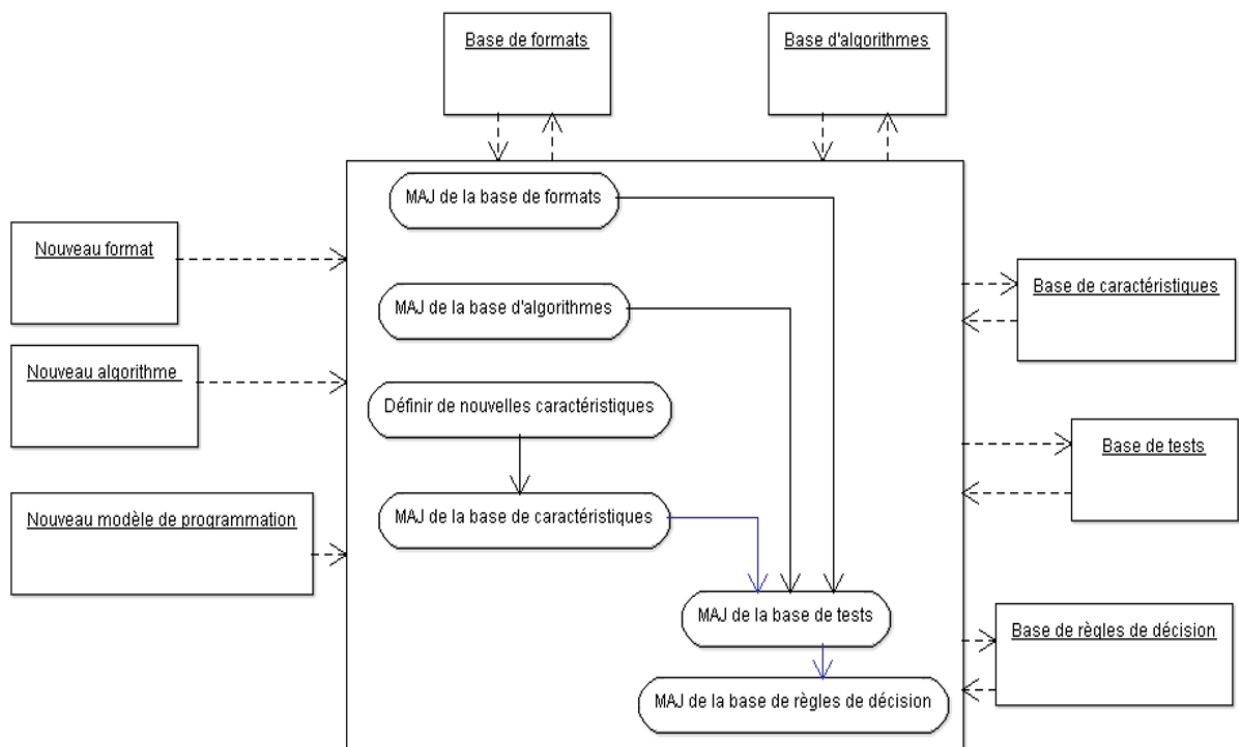 Base de formats
Base d'algorithmes
MAJ de la base de formats
Nouveau format
MAJ de la base d'algorithmes
Base de caractéristiques
Nouveau algorithme
Définir de nouvelles caractéristiques
Base de tests
Nouveau modèle de programmation
MAJ de la base de caractéristiques
MAJ de la base de tests
Base de règles de décision
MAJ de la base de règles de décision